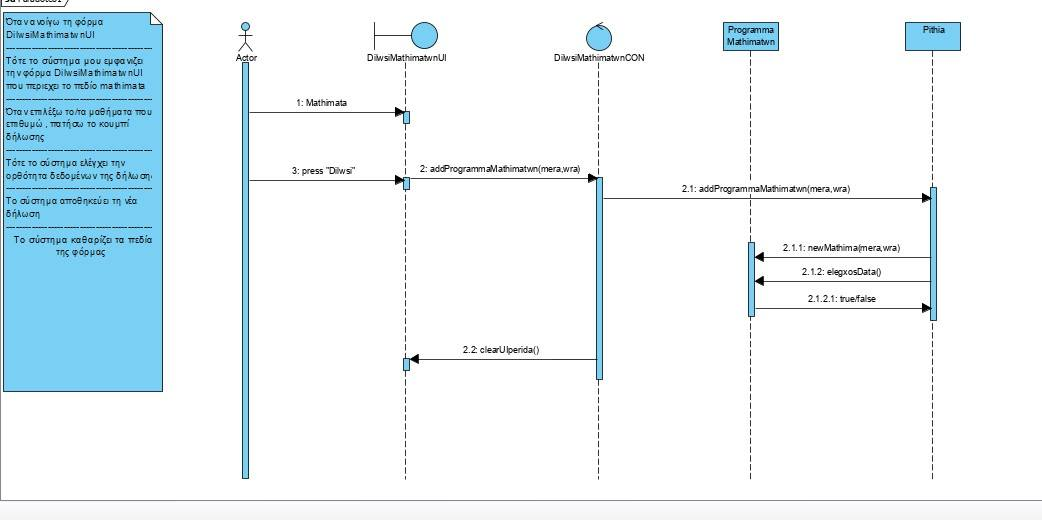 Όταν ανοίγω τη φόρμα
DilwsiMathimatwnUI
Τότε το σύστημα μου εμφανιζει
την φόρμα DilwsiMathimatwnUI
που περιεχει το πεδίο mathimata
Όταν επιλέξω το/τα μαθήματα που
επιθυμώ , πατήσω το κουμπί
δήλωσης
Τότε το σύστημα ελέγχει την
ορθότητα δεδομένων της δήλωσης
Το σύστημα αποθηκεύει τη νέα
δήλωση
Το σύστημα καθαρίζει τα πεδία
της φόρμας
Actor
DilwsiMathimatwnUI
DilwsiMathimatwnCON
Programma
Mathimatwn
Pithia
1: Mathimata
3: press "Dilwsi"
2: addProgrammaMathimatwn(mera,wra)
2.1: addProgrammaMathimatwn(mera,wra)
2.1.1: newMathima(mera,wra)
2.1.2: elegxosData()
2.1.2.1: true/false
2.2: clearUIperida()